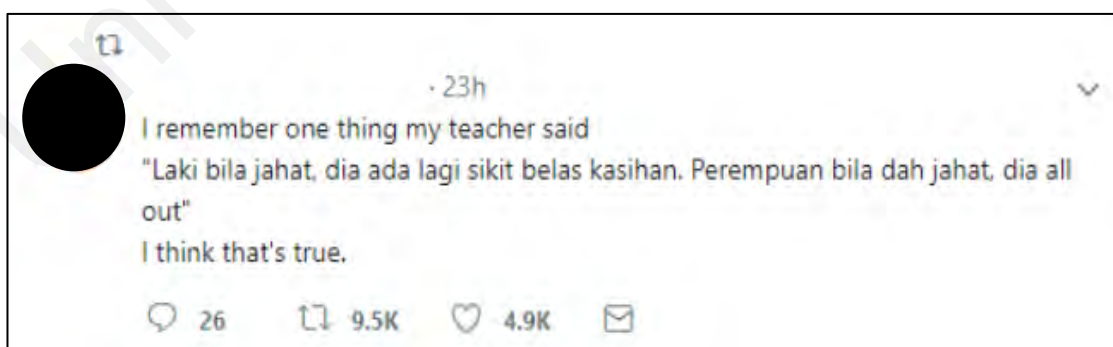 · 23h
I remember one thing my teacher said
"Laki bila jahat, dia ada lagi sikit belas kasihan. Perempuan bila dah jahat, dia all
out"
I think that's true.
26 9.5K 4.9K